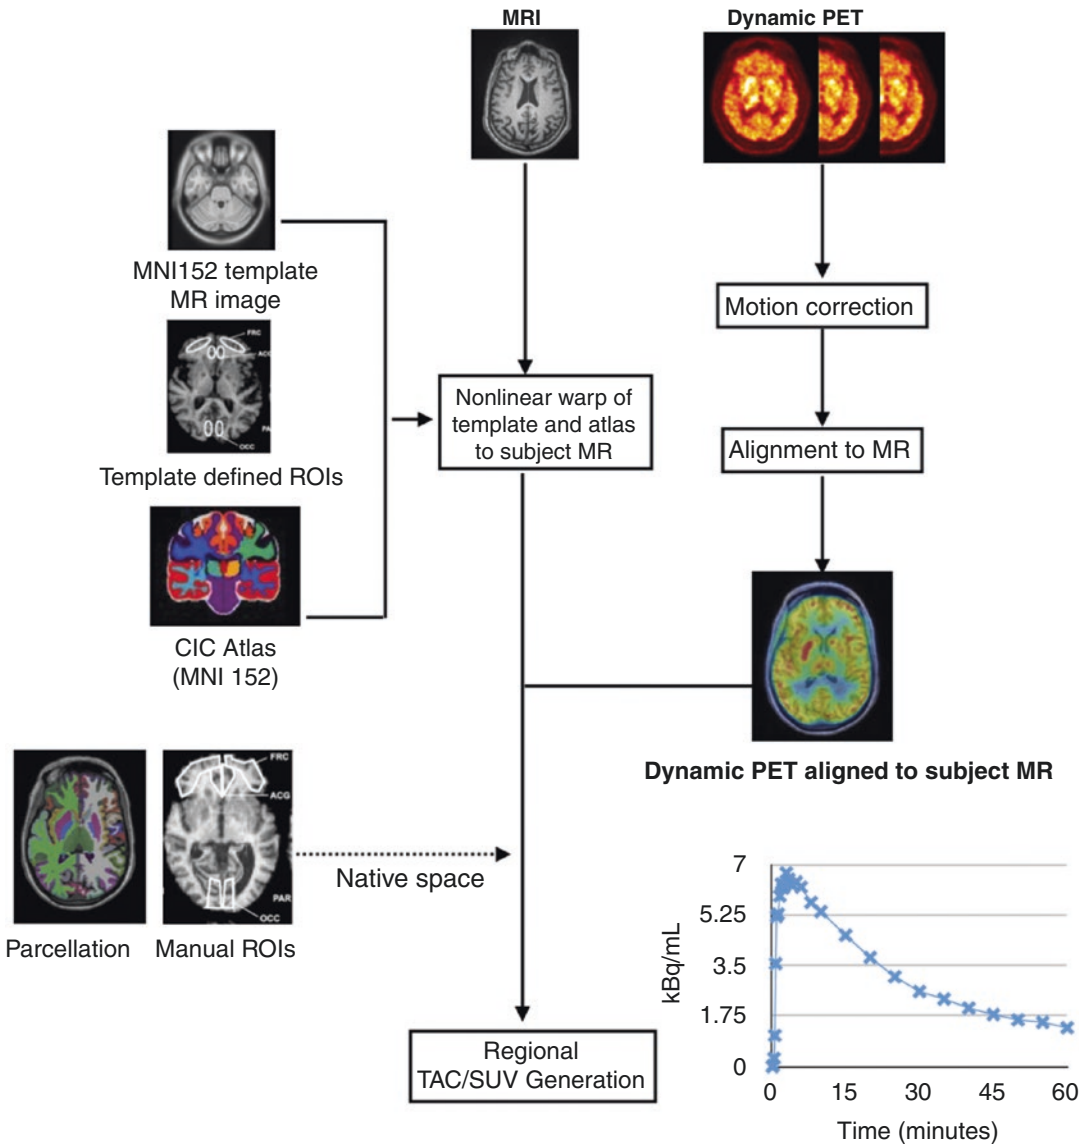 MRI
Dynamic PET
MNI152 template
MR image
FRC
ACG
OCC
Template defined ROIs
CIC Atlas
(MNI 152)
Nonlinear warp of
template and atlas
to subject MR
Motion correction
Alignment to MR
Dynamic PET aligned to subject MR
FRC
ACG
PAR
OCC
Parcellation
Manual ROIs
Native space
Regional
TAC/SUV Generation
kBq/mL
7
5.25
3.5
1.75
0
0 15 30 45 60
Time (minutes)